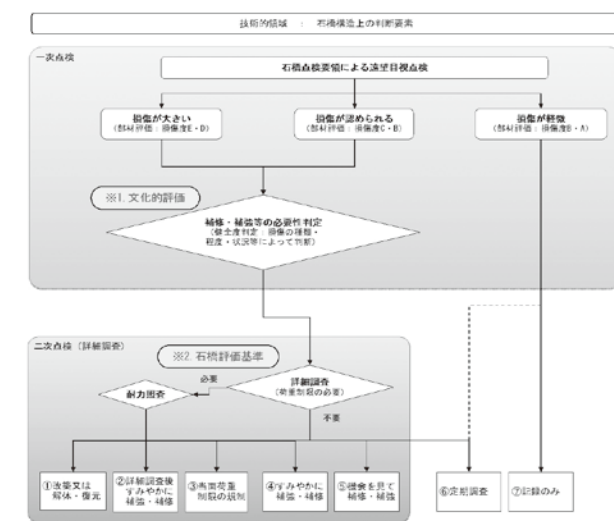 技術的領域 ： 石橋構造上の判断要素
一次点検
石橋点検要領による遠望目視点検
損傷が大きい
（部材評価：損傷度E・D）
損傷が認められる
（部材評価：損傷度C・B）
損傷が軽微
（部材評価：損傷度B・A）
※1. 文化的評価
補修・補強等の必要性判定
（健全度判定：損傷の種類・
程度・状況等によって判断）
二次点検（詳細調査）
※2. 石橋評価基準
必要
詳細調査
（荷重制限の必要）
耐力調査
不要
①改築又は
解体・復元
②詳細調査後
すみやかに
補強・補修
③当面荷重
制限の規制
④すみやかに
補強・補修
⑤機会を見て
補修・補強
⑥定期調査
⑦記録のみ